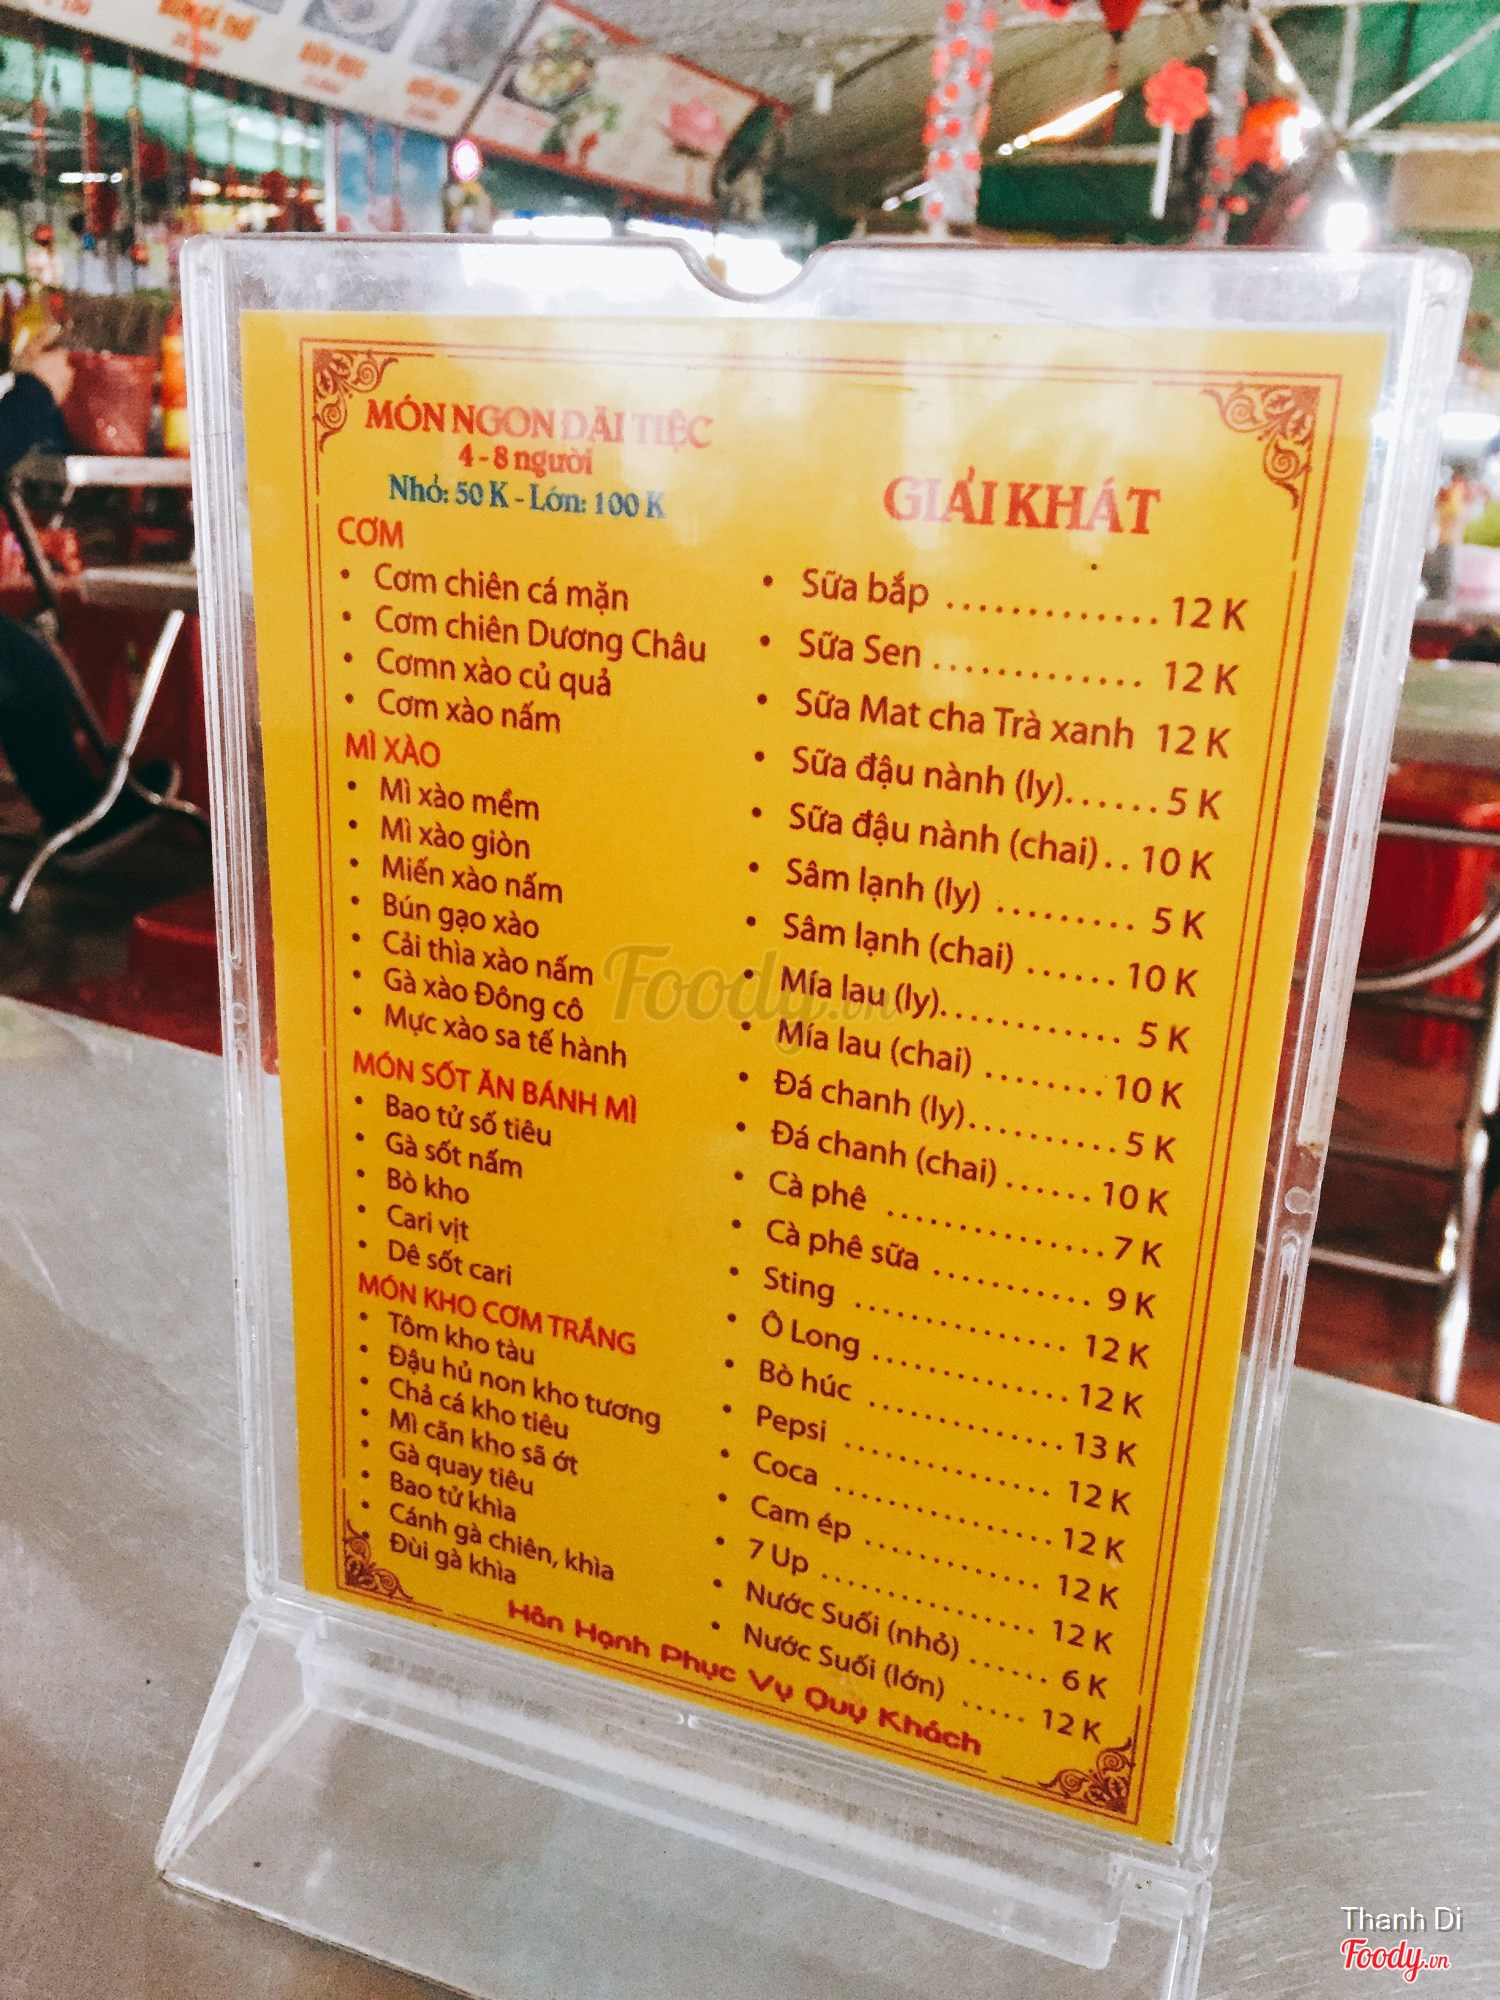 MÓN NGON ĐÃI TIỆC
4 - 8 người
Nhỏ: 50 K - Lớn: 100 K
CƠM
• Cơm chiên cá mặn
• Cơm chiên Dương Châu
• Cơmn xào củ quả
• Cơm xào nấm
MÌ XÀO
• Mì xào mềm
• Mì xào giòn
• Miến xào nấm
• Bún gạo xào
• Cải thìa xào nấm
• Gà xào Đông cô
• Mực xào sa tế hành
MÓN SỐT ĂN BÁNH MÌ
• Bao tử số tiêu
• Gà sốt nấm
• Bò kho
• Cari vịt
• Dê sốt cari
MÓN KHO CƠM TRẮNG
• Tôm kho tàu
• Đậu hủ non kho tương
• Chả cá kho tiêu
• Mì căn kho sã ớt
• Gà quay tiêu
• Bao tử khìa
• Cánh gà chiên, khìa
• Đùi gà khìa
GIẢI KHÁT
• Sữa bắp ............. 12 K
• Sữa Sen ............. 12 K
• Sữa Mat cha Trà xanh 12 K
• Sữa đậu nành (ly)...... 5 K
• Sữa đậu nành (chai) .. 10 K
• Sâm lạnh (ly) ......... 5 K
• Sâm lạnh (chai) ...... 10 K
• Mía lau (ly)........... 5 K
• Mía lau (chai) ........ 10 K
• Đá chanh (ly).......... 5 K
• Đá chanh (chai) ...... 10 K
• Cà phê ............... 7 K
• Cà phê sữa ........... 9 K
• Sting ............... 12 K
• Ô Long .............. 12 K
• Bò húc .............. 13 K
• Pepsi ............... 12 K
• Coca ................ 12 K
• Cam ép ............. 12 K
• 7 Up ................ 12 K
• Nước Suối (nhỏ) ...... 6 K
• Nước Suối (lớn) ..... 12 K
Hân Hạnh Phục Vụ Quý Khách
Foody.vn
Thanh Di
Foody.vn